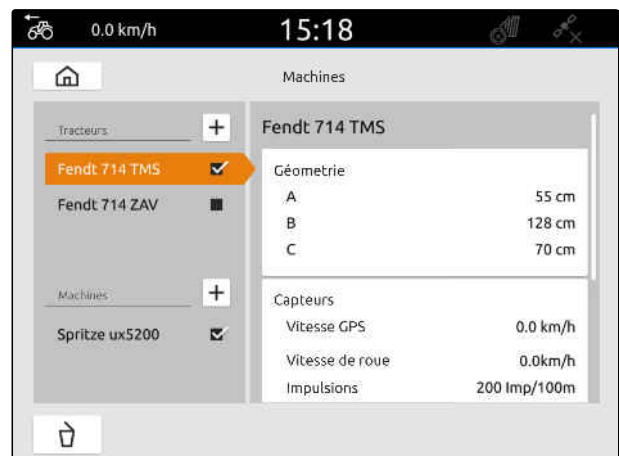 0.0 km/h 15:18
Machines
Tracteurs
Fendt 714 TMS
Fendt 714 ZAV
Machines
Spritze ux5200
Fendt 714 TMS
Géometrie
A 55 cm
B 128 cm
C 70 cm
Capteurs
Vitesse GPS 0.0 km/h
Vitesse de roue 0.0km/h
Impulsions 200 Imp/100m